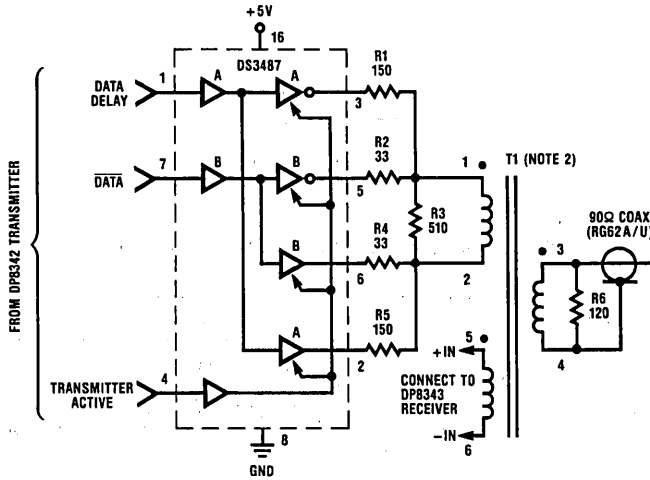 +5V
16
DS3487
FROM DP8342 TRANSMITTER
DATA
DELAY
1
A
A
3
R1
150
DATA
7
B
B
5
R2
33
R3
510
B
6
R4
33
A
2
R5
150
TRANSMITTER
ACTIVE
4
8
GND
T1 (NOTE 2)
1
2
3
4
90Ω COAX
(RG62A/U)
R6
120
5
+IN
CONNECT TO
DP8343
RECEIVER
-IN
6